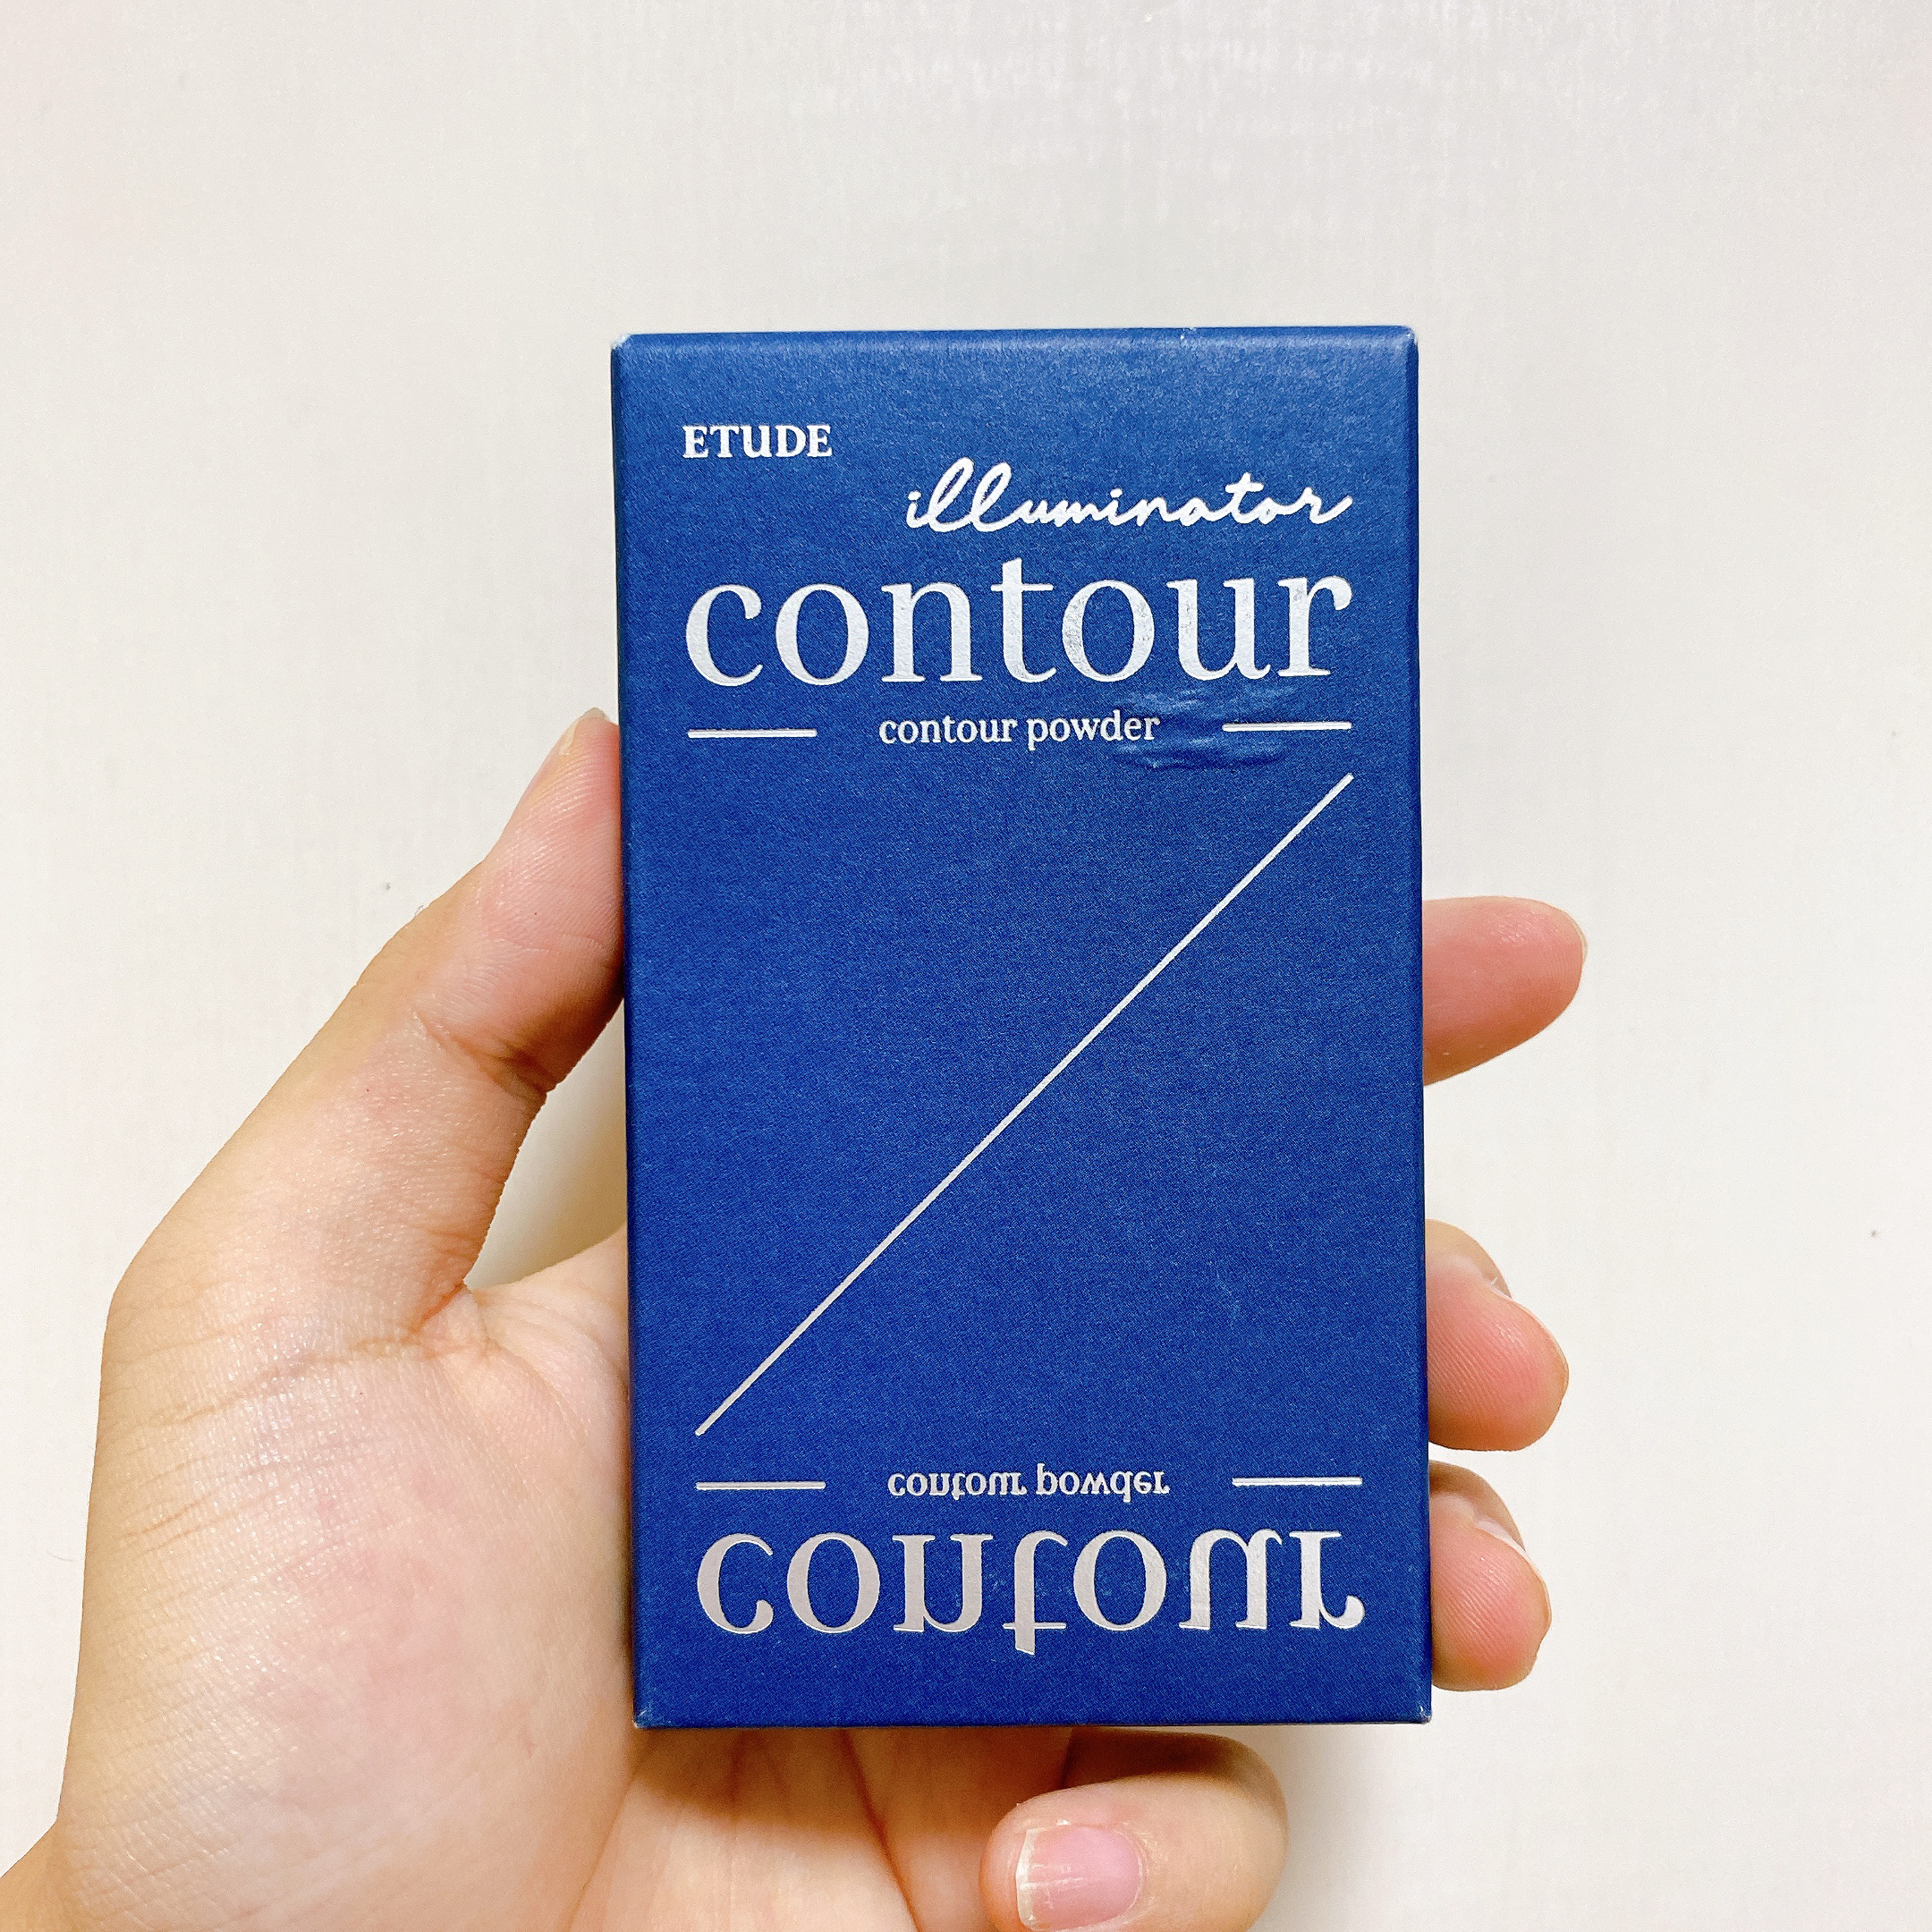 ETUDE
illuminator
contour
contour powder
contour powder
contour